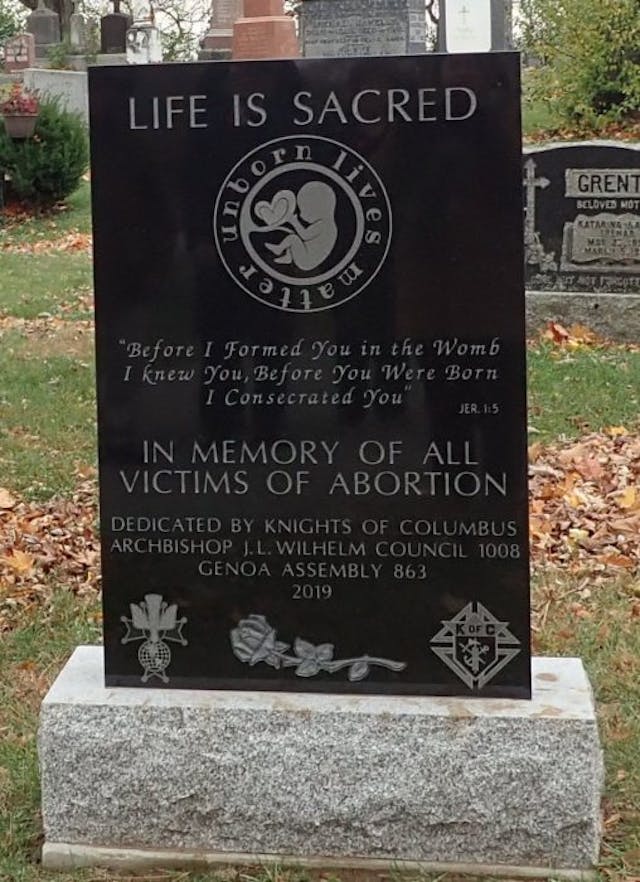 LIFE IS SACRED
unborn lives matter
"Before I Formed You in the Womb
I knew You, Before You Were Born
I Consecrated You"
JER. 1:5
IN MEMORY OF ALL
VICTIMS OF ABORTION
DEDICATED BY KNIGHTS OF COLUMBUS
ARCHBISHOP J.L. WILHELM COUNCIL 1008
GENOA ASSEMBLY 863
2019
K OF C
GRENT
BELOVED MOT